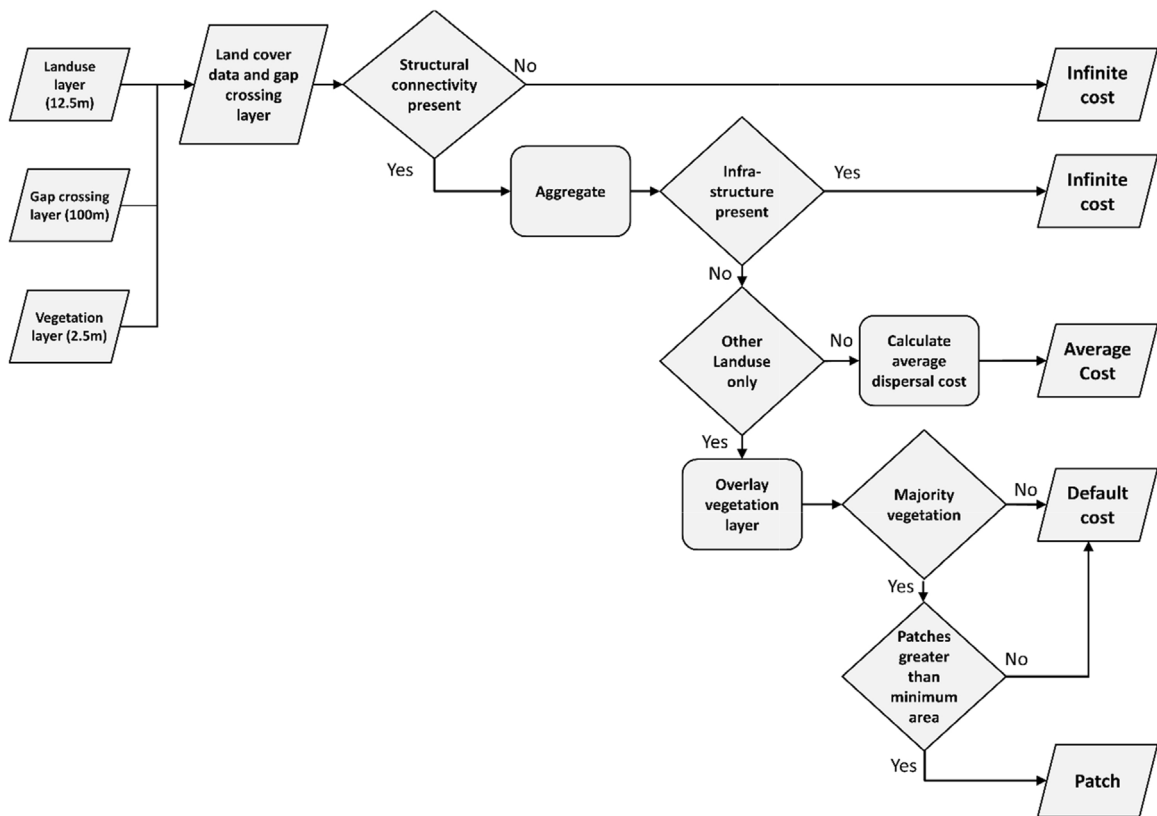 Landuse
layer
(12.5m)
Gap crossing
layer (100m)
Vegetation
layer (2.5m)
Land cover
data and gap
crossing
layer
Structural
connectivity
present
No
Infinite
cost
Yes
Aggregate
Infra-
structure
present
Yes
Infinite
cost
No
Other
Landuse
only
No
Calculate
average
dispersal cost
Average
Cost
Yes
Overlay
vegetation
layer
Majority
vegetation
No
Default
cost
Yes
Patches
greater
than
minimum
area
No
Yes
Patch